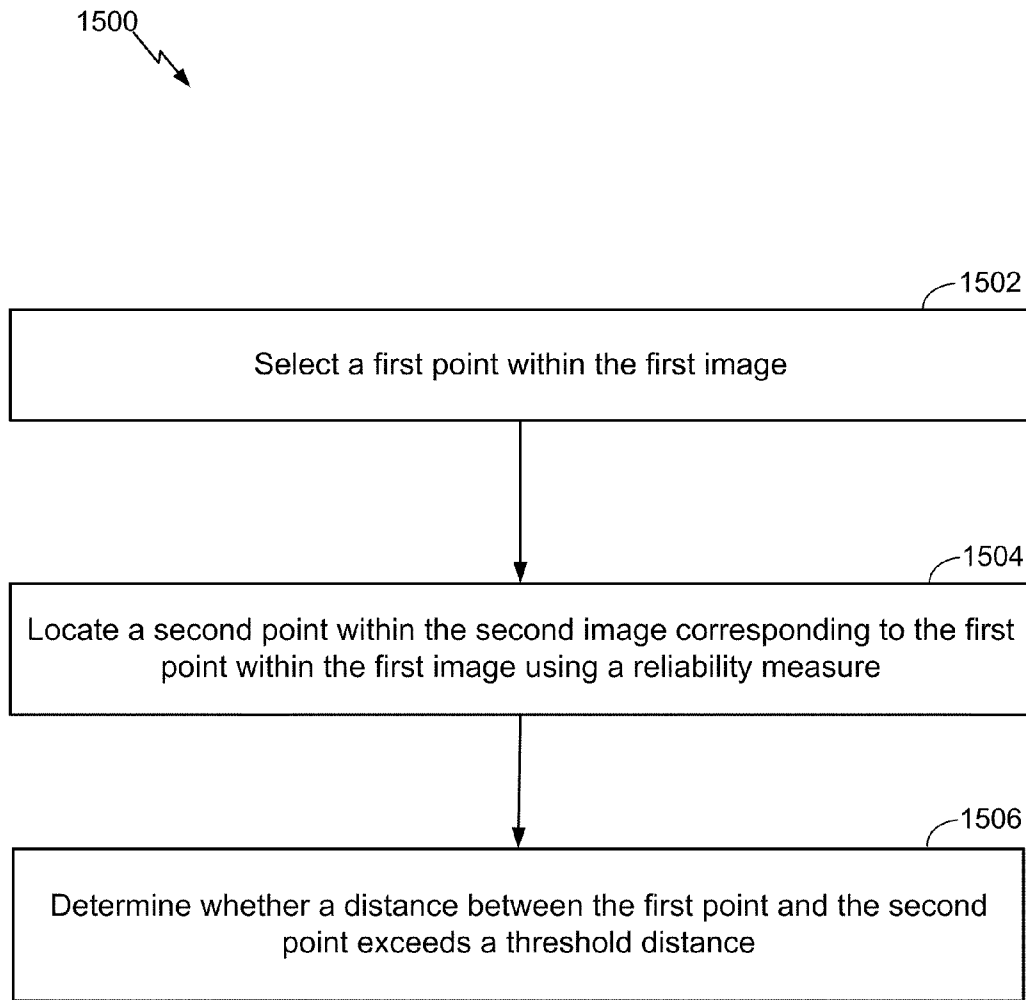 1500
1502
Select a first point within the first image
1504
Locate a second point within the second image corresponding to the first
point within the first image using a reliability measure
1506
Determine whether a distance between the first point and the second
point exceeds a threshold distance